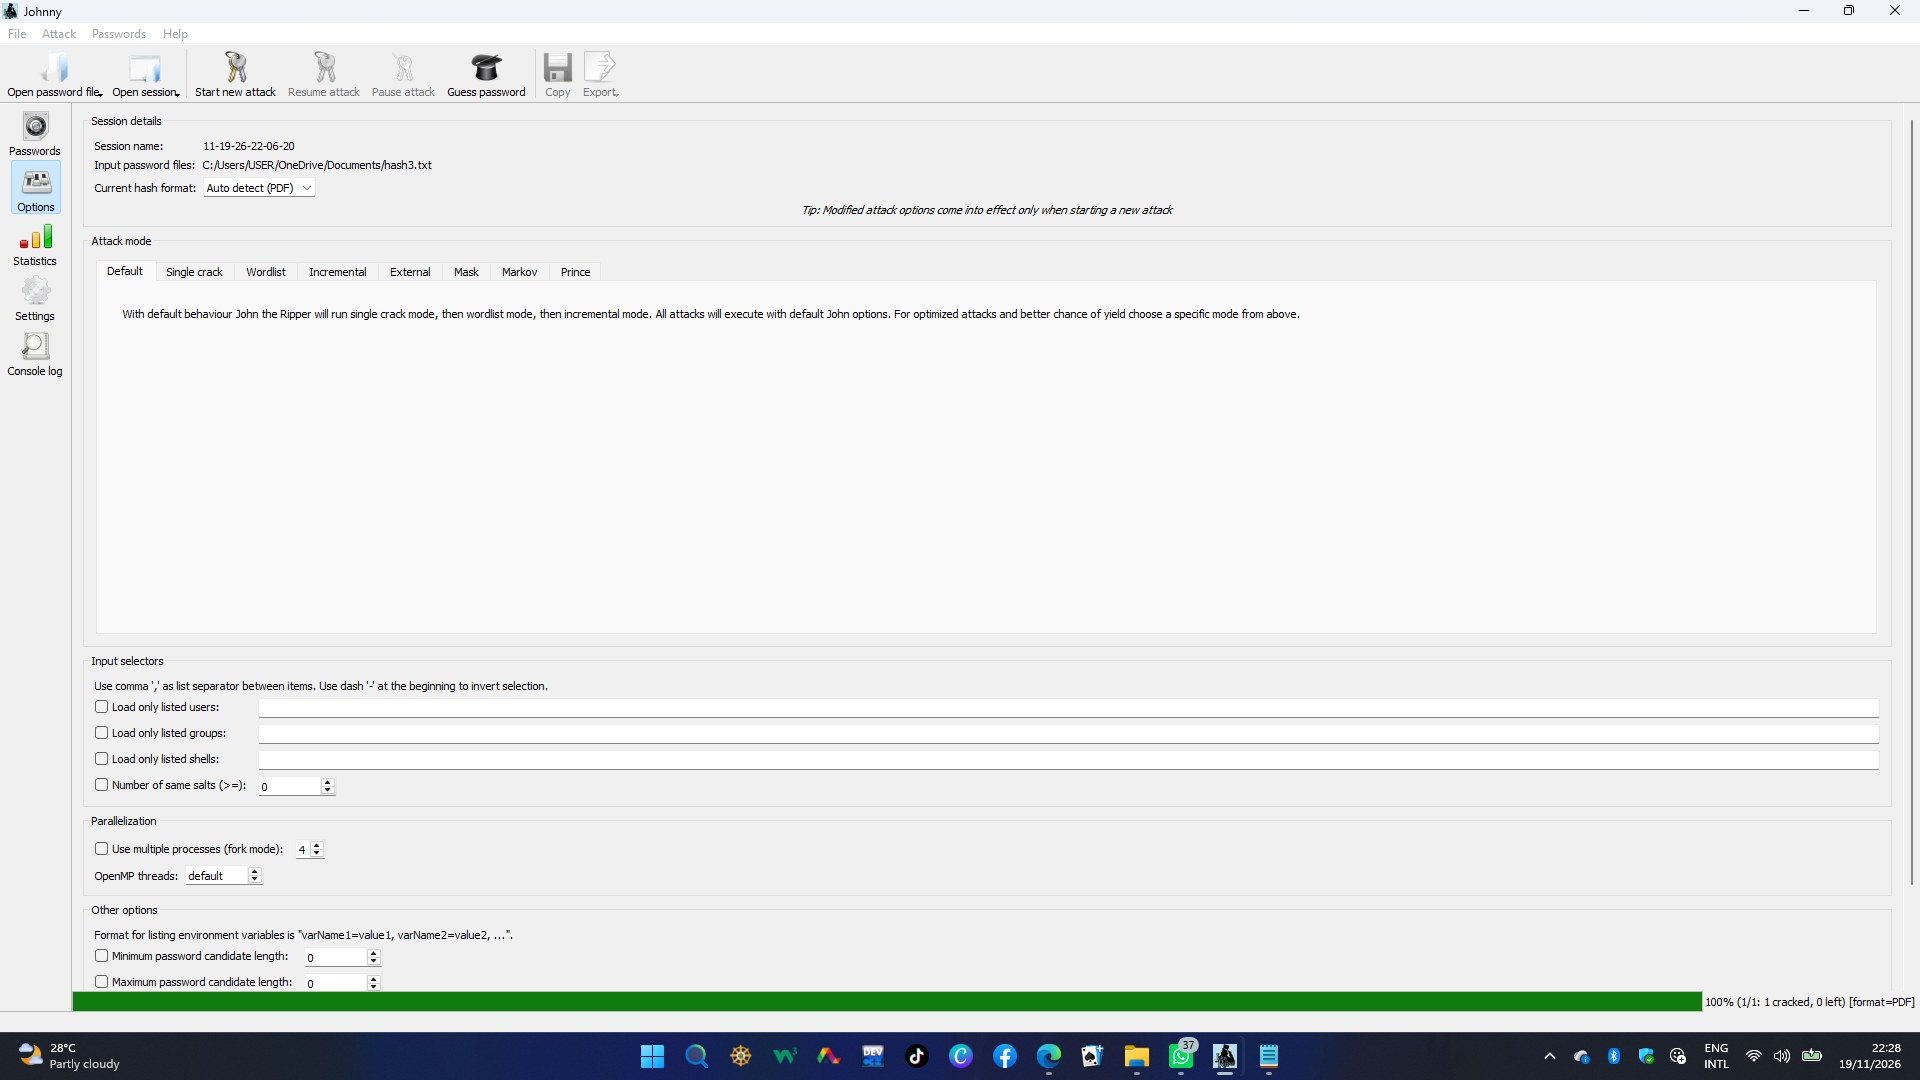 Johnny
File Attack Passwords Help
Open password file Open session Start new attack Resume attack Pause attack Guess password Copy Export
Passwords
Options
Statistics
Settings
Console log
Session details
Session name: 11-19-26-22-06-20
Input password files: C:/Users/USER/OneDrive/Documents/hash3.txt
Current hash format: Auto detect (PDF)
Tip: Modified attack options come into effect only when starting a new attack
Attack mode
Default Single crack Wordlist Incremental External Mask Markov Prince
With default behaviour John the Ripper will run single crack mode, then wordlist mode, then incremental mode. All attacks will execute with default John options. For optimized attacks and better chance of yield choose a specific mode from above.
Input selectors
Use comma ',' as list separator between items. Use dash '-' at the beginning to invert selection.
Load only listed users:
Load only listed groups:
Load only listed shells:
Number of same salts (>=): 0
Parallelization
Use multiple processes (fork mode): 4
OpenMP threads: default
Other options
Format for listing environment variables is "varName1=value1, varName2=value2, ...".
Minimum password candidate length: 0
Maximum password candidate length: 0
100% (1/1: 1 cracked, 0 left) [format=PDF]
28°C
Partly cloudy
DEV
37
ENG
INTL
22:28
19/11/2026